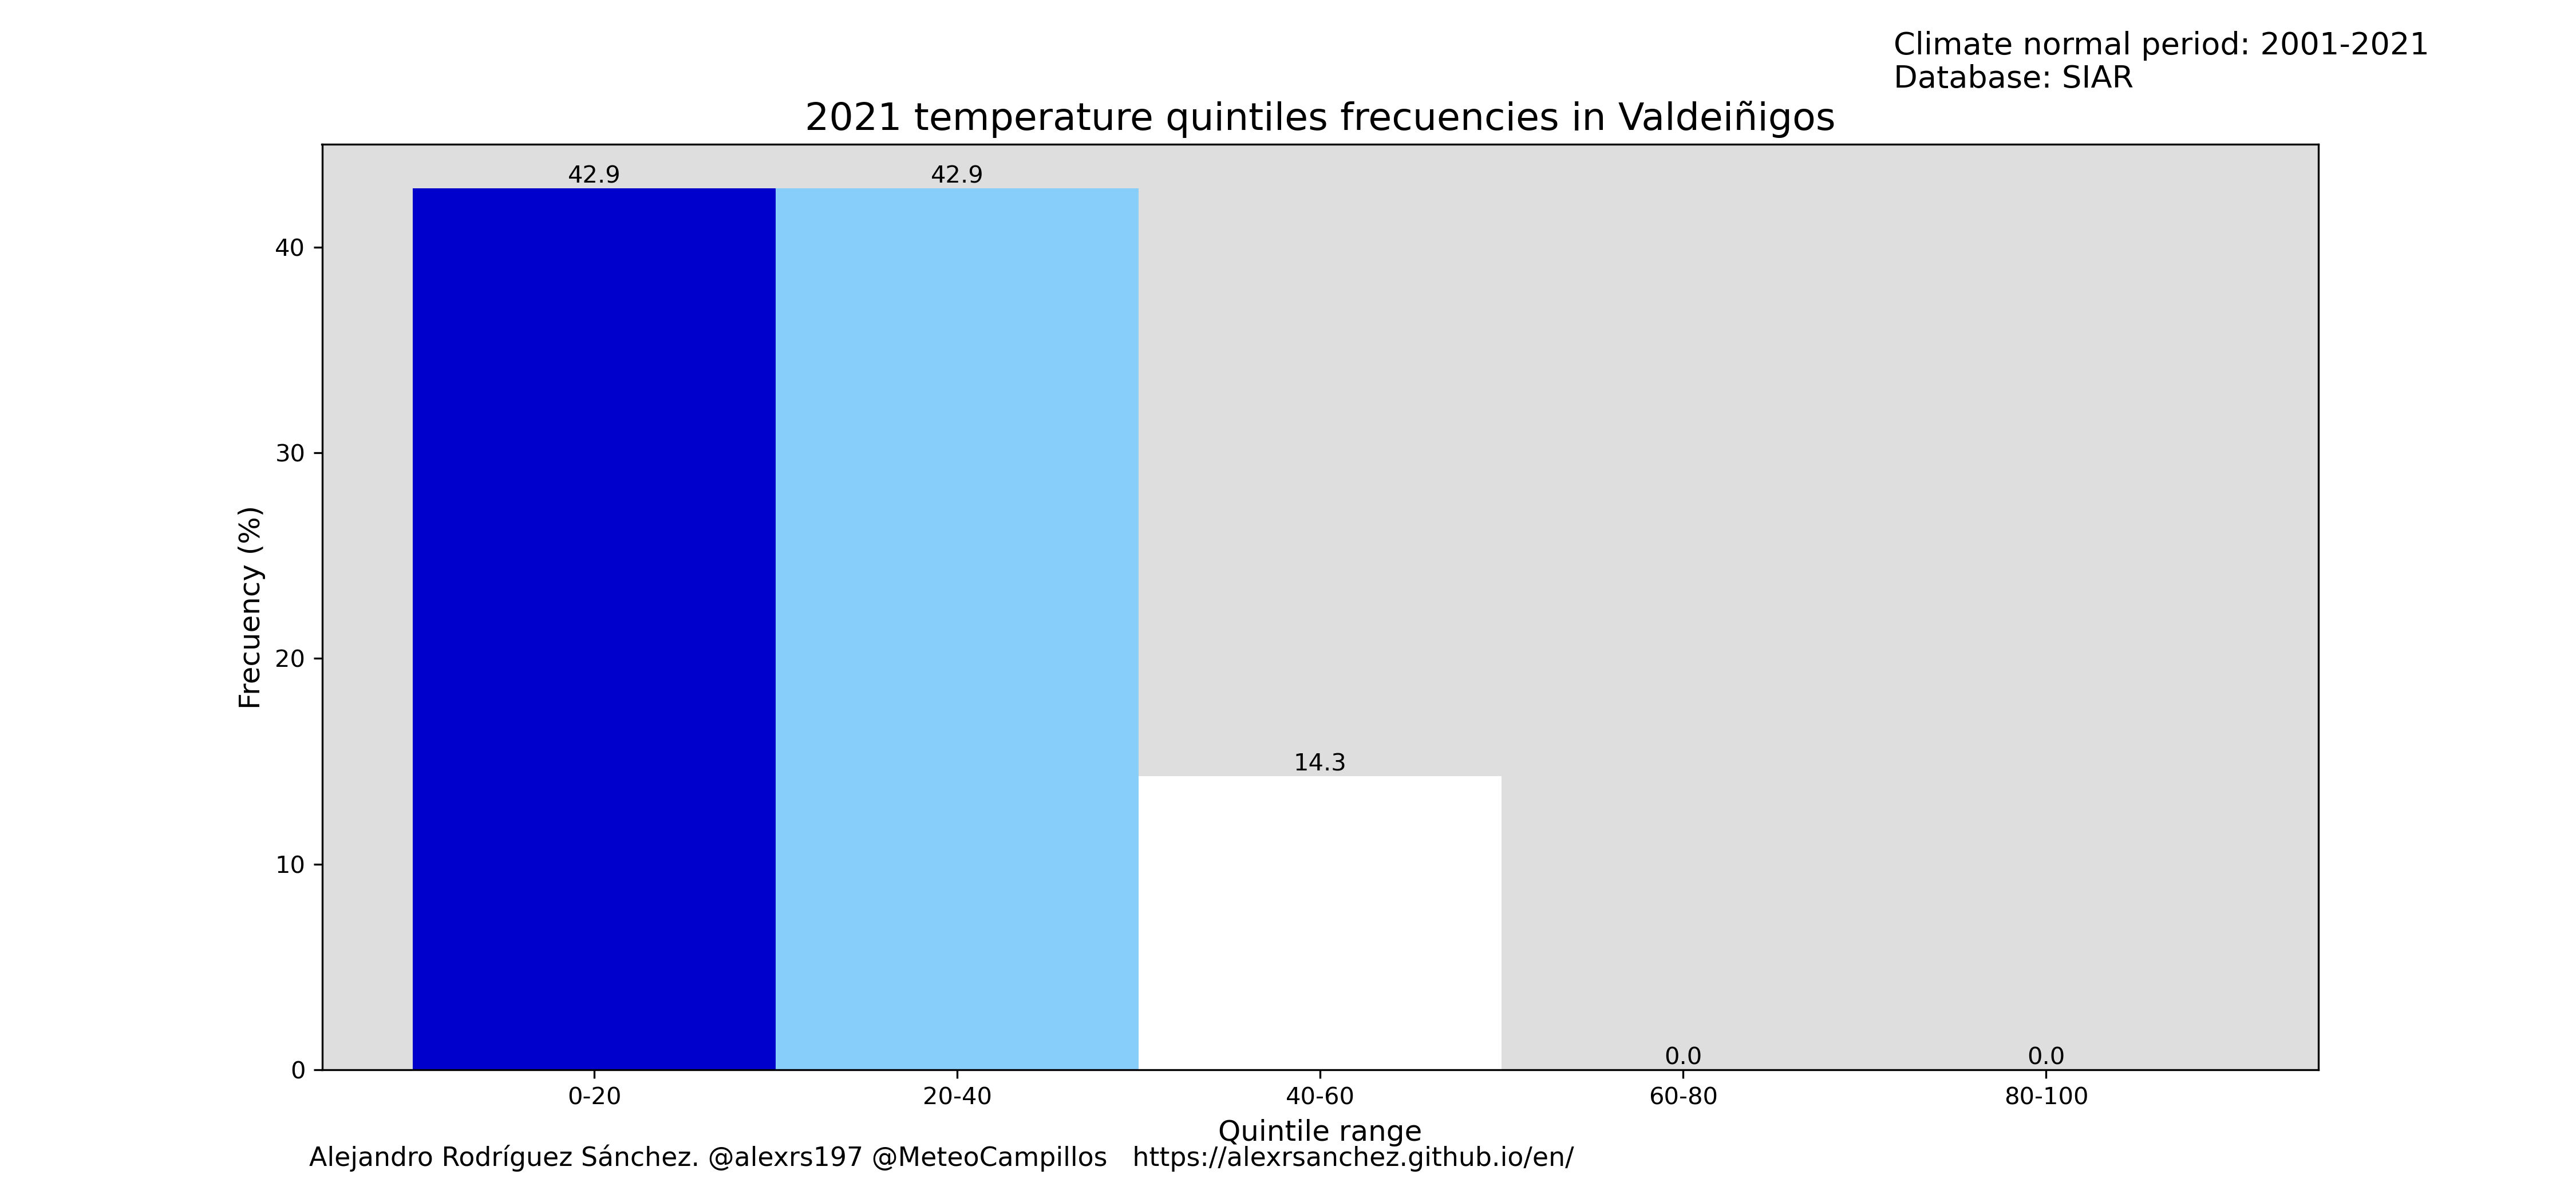 Climate normal period: 2001-2021
Database: SIAR
2021 temperature quintiles frecuencies in Valdeiñigos
42.9
42.9
14.3
0.0
0.0
40
30
20
10
0
Frecuency (%)
0-20
20-40
40-60
60-80
80-100
Quintile range
Alejandro Rodríguez Sánchez. @alexrs197 @MeteoCampillos   https://alexrsanchez.github.io/en/